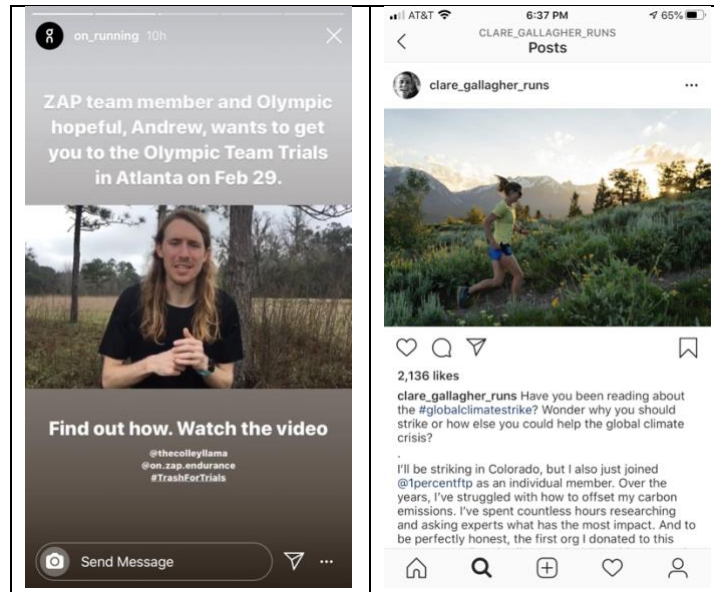 on_running 10h
ZAP team member and Olympic
hopeful, Andrew, wants to get
you to the Olympic Team Trials
in Atlanta on Feb 29.
Find out how. Watch the video
@thecolleyllama
@on.zap.endurance
#TrashForTrials
Send Message
AT&T 6:37 PM 65%
CLARE_GALLAGHER_RUNS
Posts
clare_gallagher_runs
2,136 likes
clare_gallagher_runs Have you been reading about
the #globalclimatestrike? Wonder why you should
strike or how else you could help the global climate
crisis?
.
I'll be striking in Colorado, but I also just joined
@1percentftp as an individual member. Over the
years, I've struggled with how to offset my carbon
emissions. I've spent countless hours researching
and asking experts what has the most impact. And to
be perfectly honest, the first org I donated to this